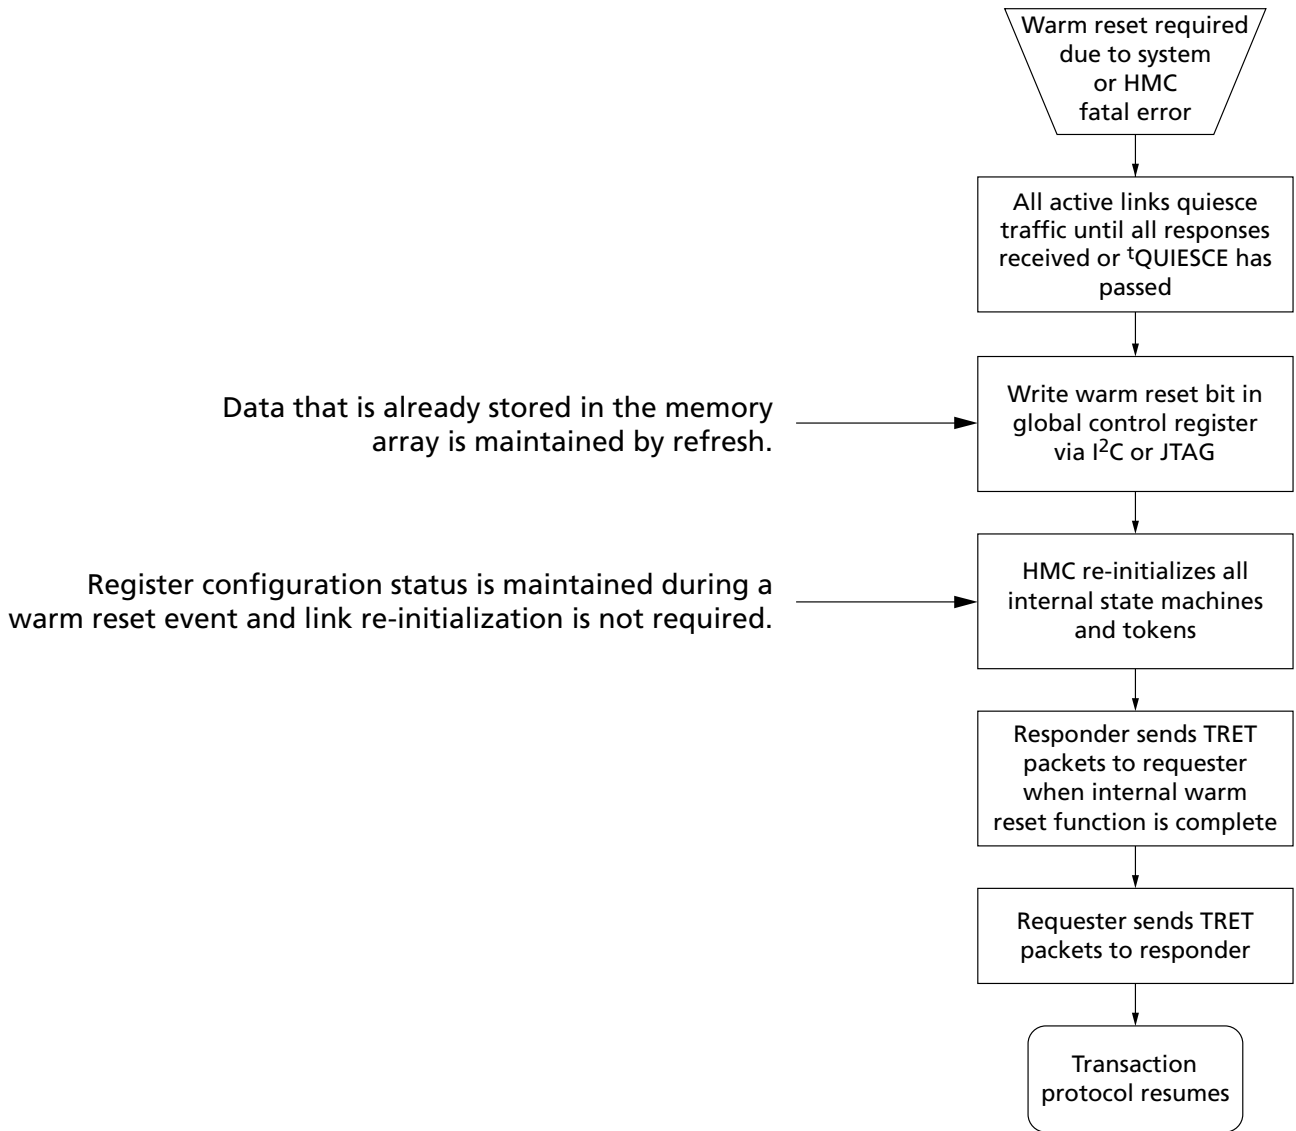 Warm reset required
due to system
or HMC
fatal error
All active links quiesce
traffic until all responses
received or ᵗQUIESCE has
passed
Data that is already stored in the memory
array is maintained by refresh.
Write warm reset bit in
global control register
via I²C or JTAG
Register configuration status is maintained during a
warm reset event and link re-initialization is not required.
HMC re-initializes all
internal state machines
and tokens
Responder sends TRET
packets to requester
when internal warm
reset function is complete
Requester sends TRET
packets to responder
Transaction
protocol resumes